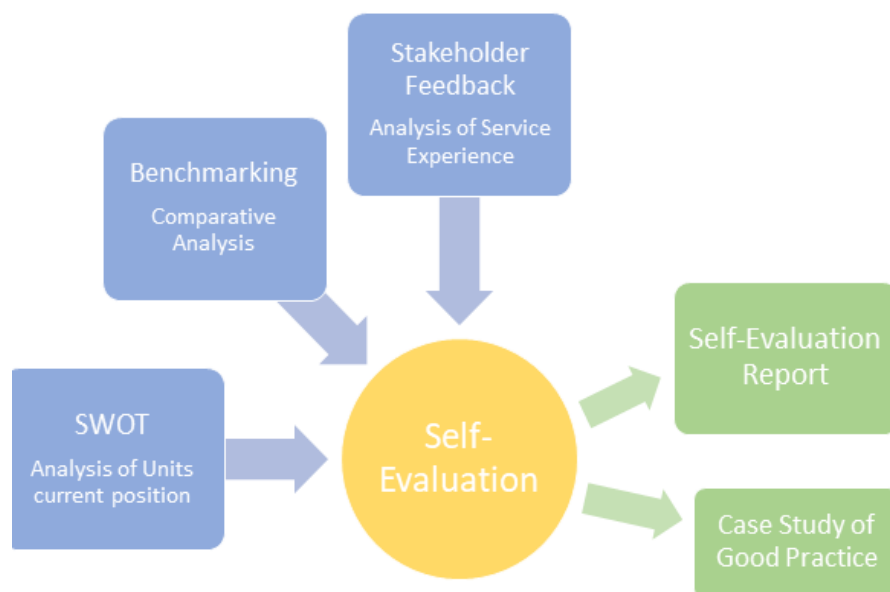 Stakeholder
Feedback
Analysis of Service
Experience
Benchmarking
Comparative
Analysis
SWOT
Analysis of Units
current position
Self-
Evaluation
Self-Evaluation
Report
Case Study of
Good Practice